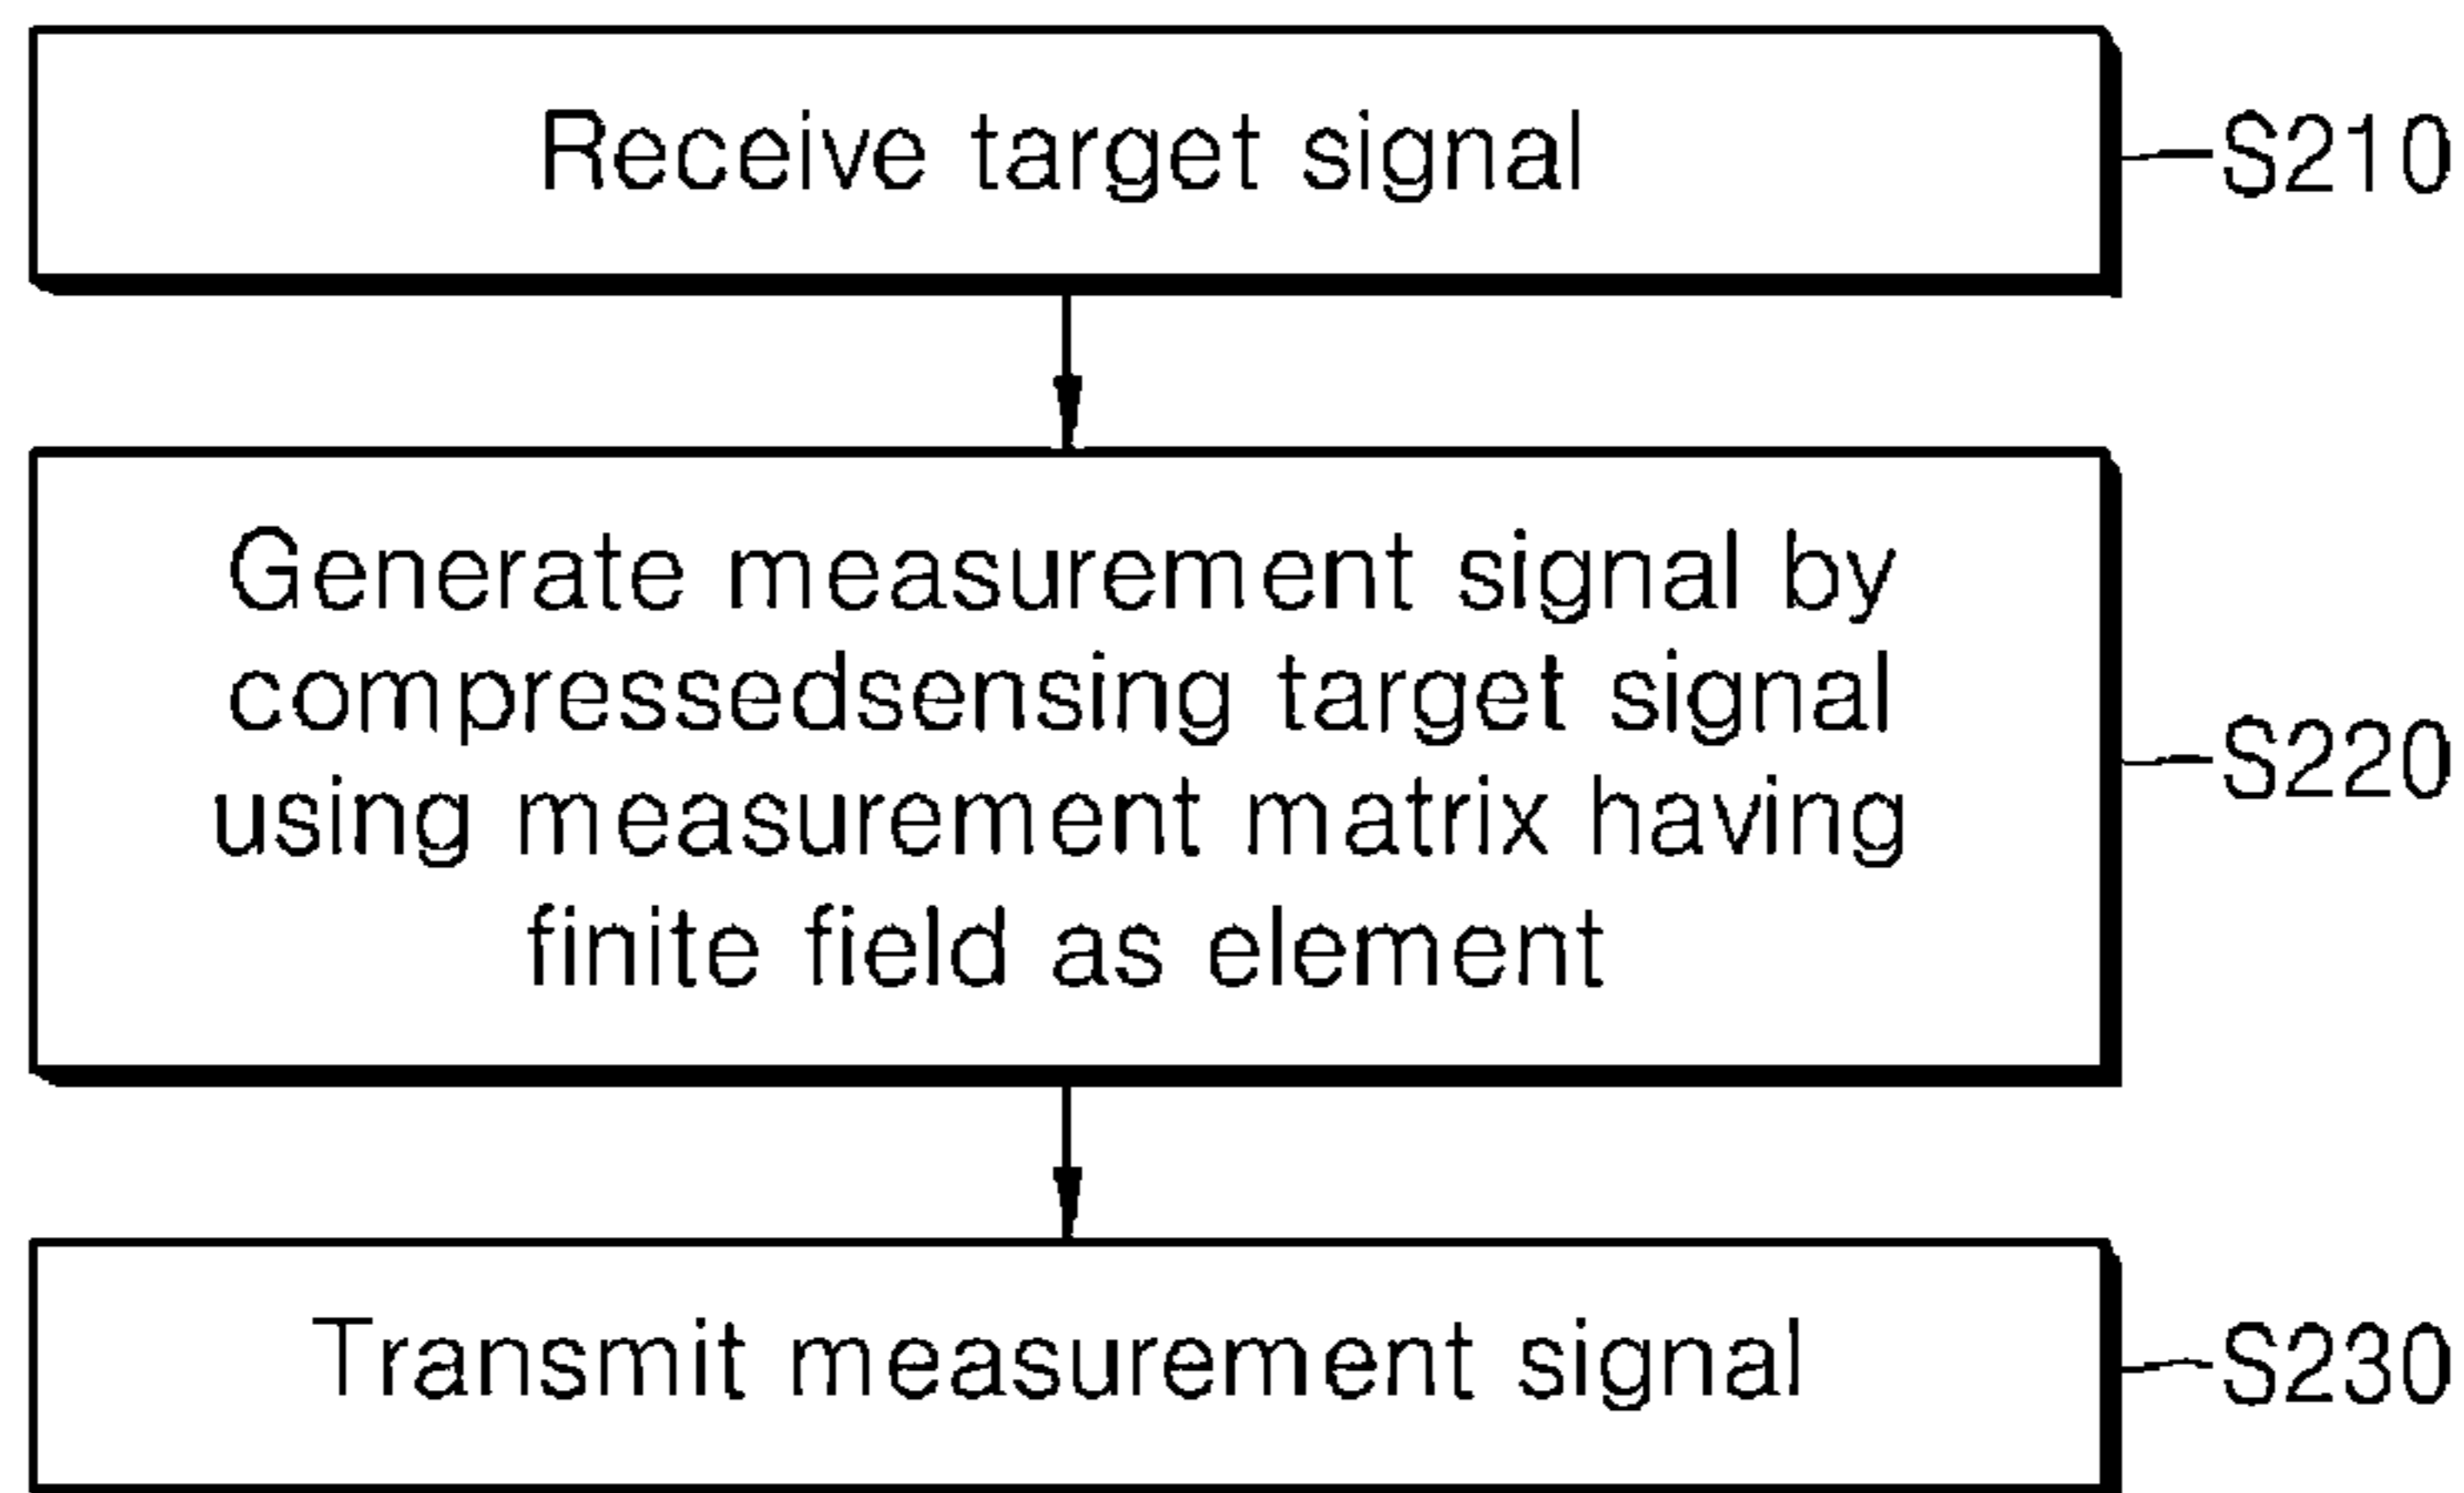 Receive target signal
S210
Generate measurement signal by
compressedsensing target signal
using measurement matrix having
finite field as element
S220
Transmit measurement signal
S230